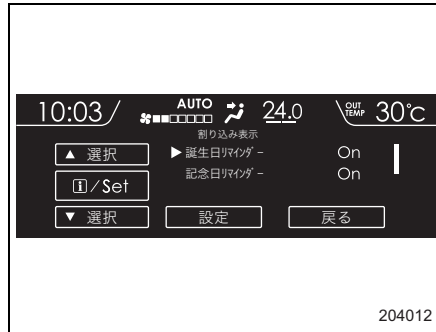 10:03 AUTO 24.0 OUT TEMP 30℃
割り込み表示
▲ 選択 ▶誕生日ﾘﾏｲﾝﾀﾞｰ On
i/Set 記念日ﾘﾏｲﾝﾀﾞｰ On
▼ 選択 設定 戻る
204012